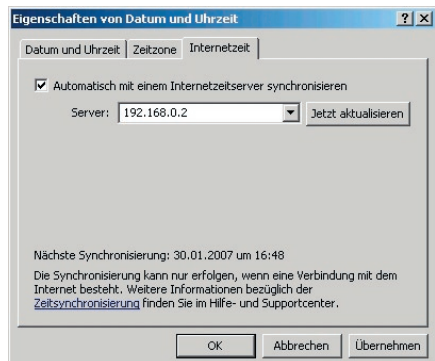 Eigenschaften von Datum und Uhrzeit
Datum und Uhrzeit Zeitzone Internetzeit
Automatisch mit einem Internetzeitserver synchronisieren
Server: 192.168.0.2 Jetzt aktualisieren
Nächste Synchronisierung: 30.01.2007 um 16:48
Die Synchronisierung kann nur erfolgen, wenn eine Verbindung mit dem
Internet besteht. Weitere Informationen bezüglich der
Zeitsynchronisierung finden Sie im Hilfe- und Supportcenter.
OK Abbrechen Übernehmen